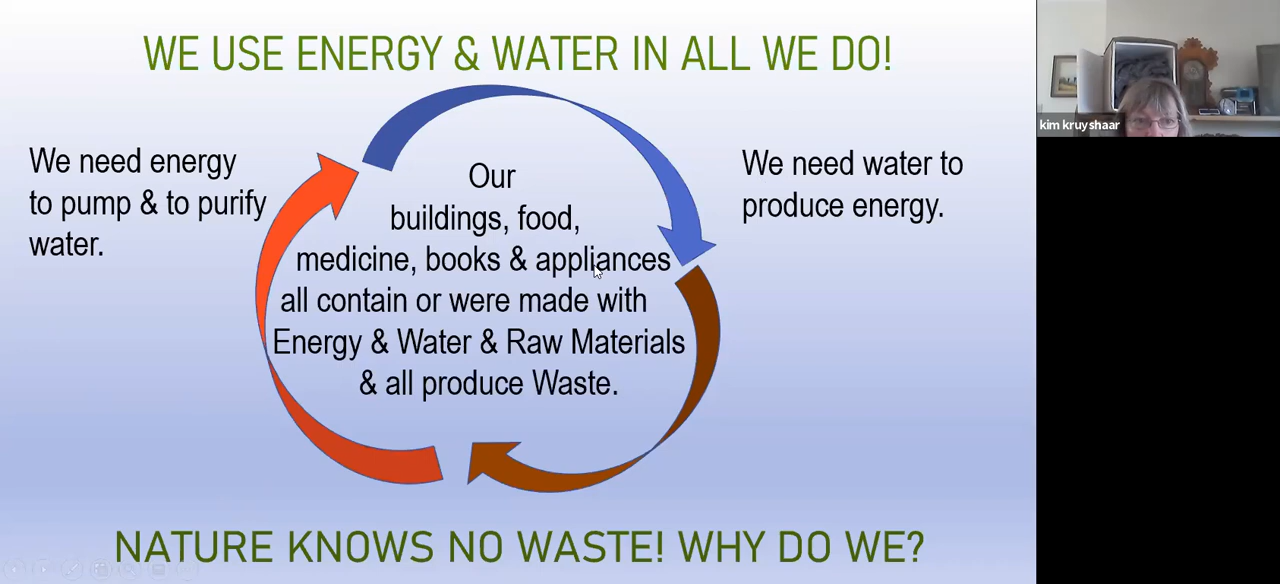 WE USE ENERGY & WATER IN ALL WE DO!
kim kruyshaar
We need energy
to pump & to purify
water.
Our
buildings, food,
medicine, books & appliances
all contain or were made with
Energy & Water & Raw Materials
& all produce Waste.
We need water to
produce energy.
NATURE KNOWS NO WASTE! WHY DO WE?